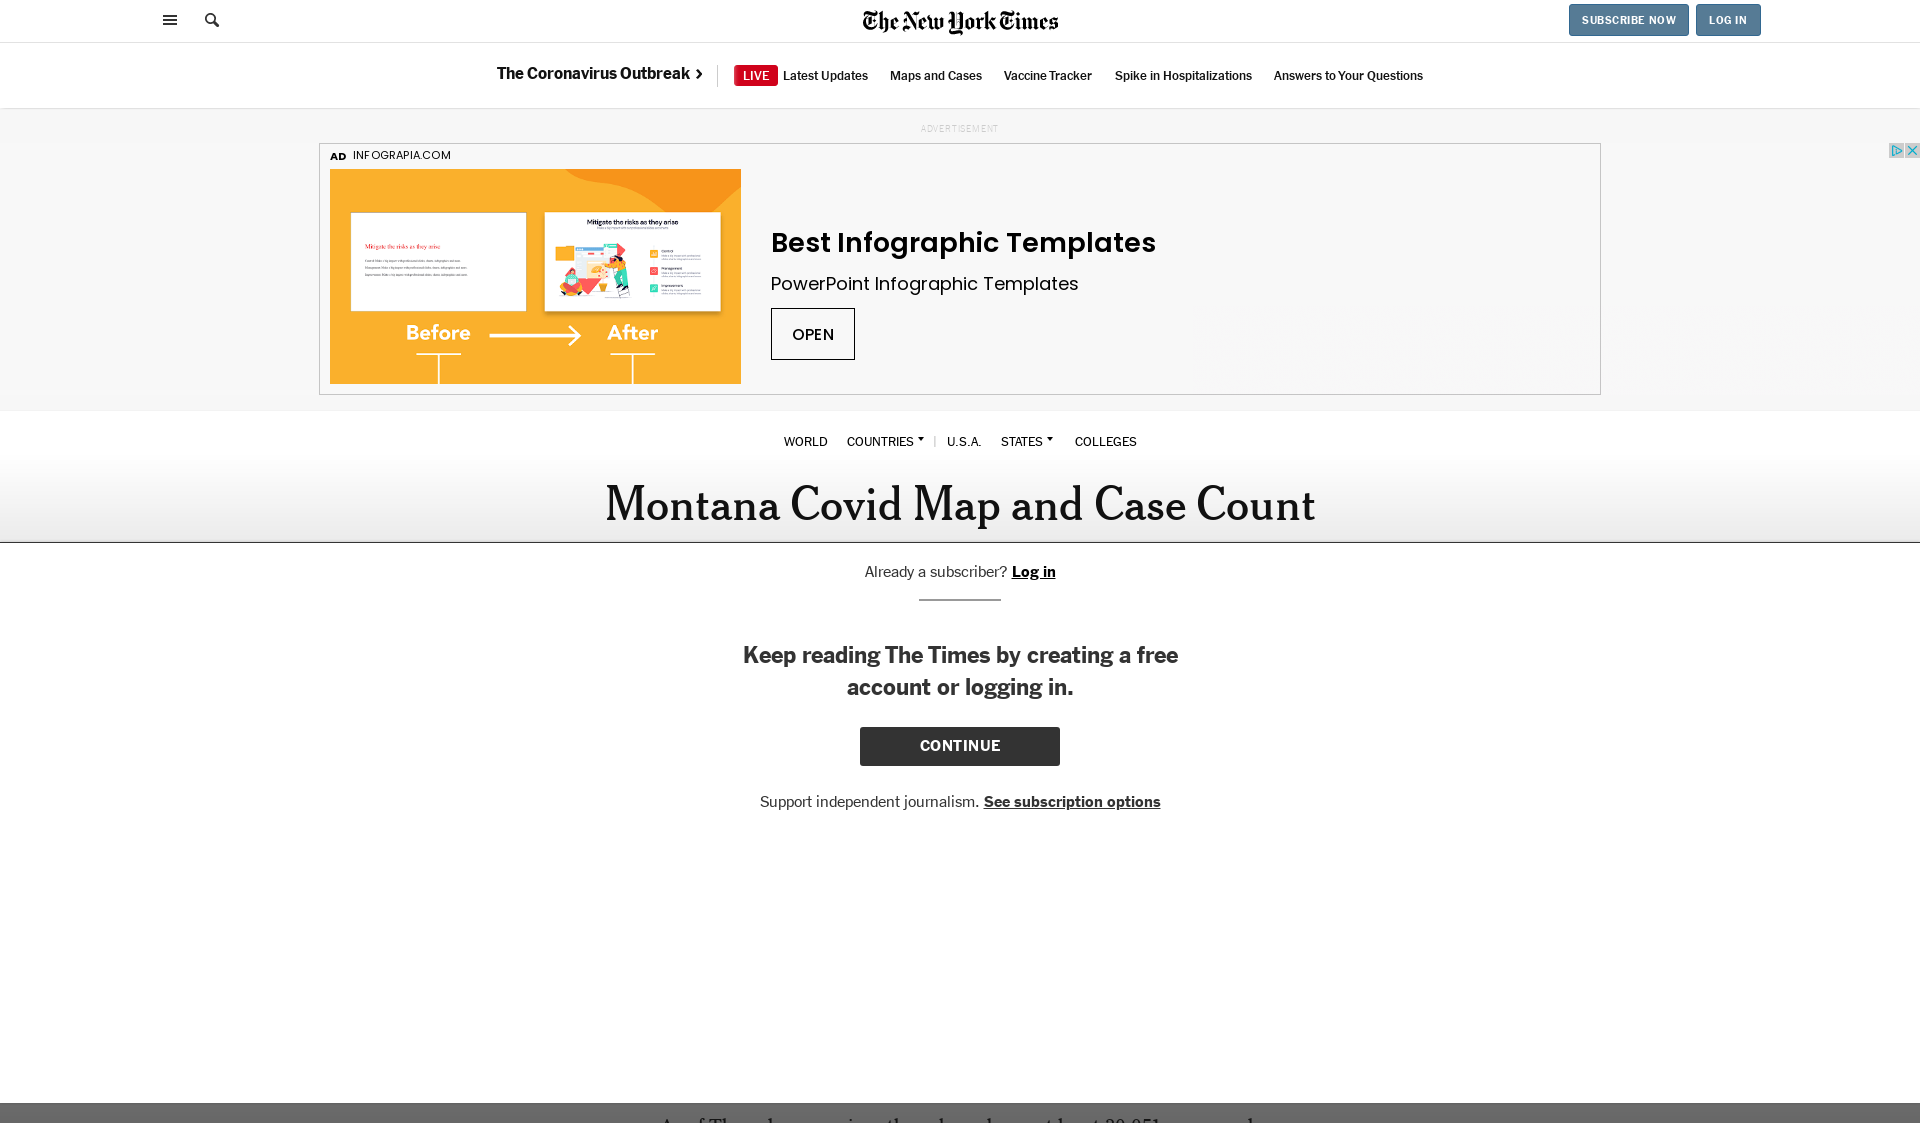 The New York Times
SUBSCRIBE NOW
LOG IN
The Coronavirus Outbreak
LIVE Latest Updates
Maps and Cases
Vaccine Tracker
Spike in Hospitalizations
Answers to Your Questions
ADVERTISEMENT
AD INFOGRAPIA.COM
Mitigate the risks as they arise
Mitigate the risks as they arise
Before
After
Best Infographic Templates
PowerPoint Infographic Templates
OPEN
WORLD
COUNTRIES
U.S.A.
STATES
COLLEGES
Montana Covid Map and Case Count
Already a subscriber? Log in
Keep reading The Times by creating a free
account or logging in.
CONTINUE
Support independent journalism. See subscription options